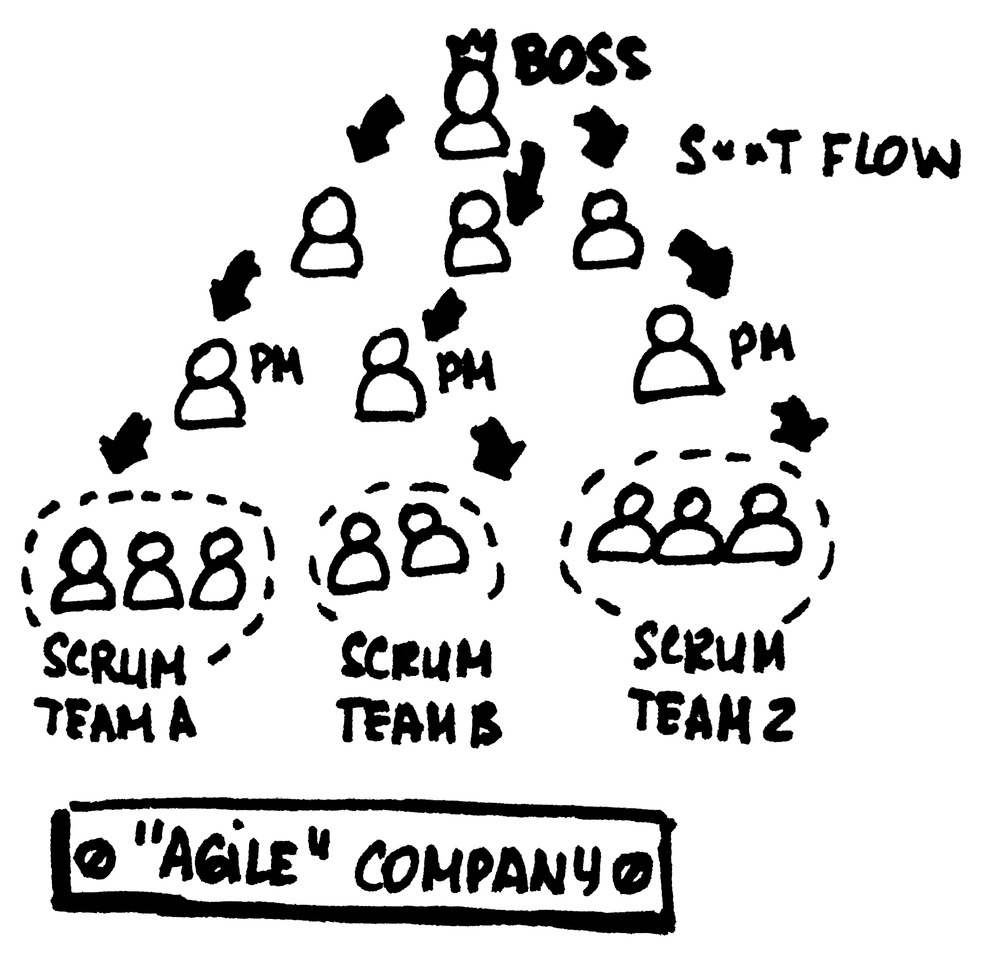 BOSS
S**T FLOW
PM
PM
PM
SCRUM
TEAM A
SCRUM
TEAM B
SCRUM
TEAM Z
"AGiLE" COMPANY